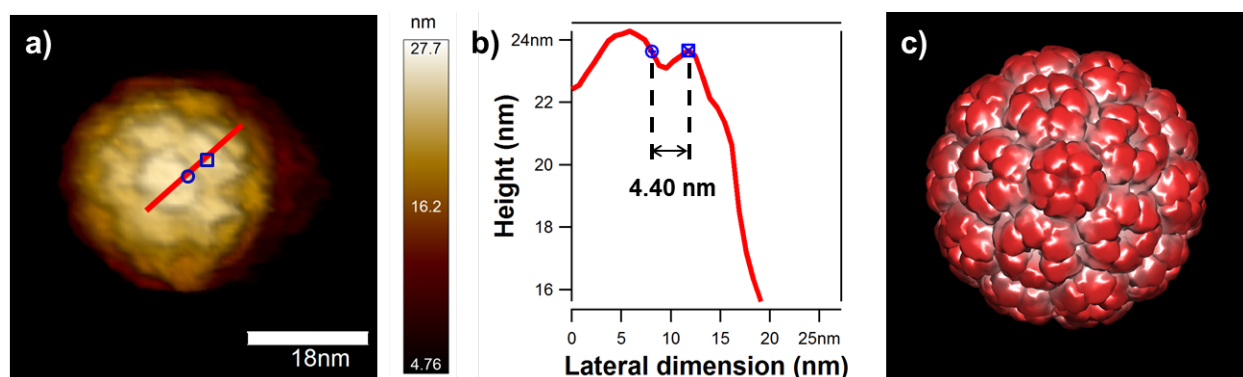 a)
18nm
nm
27.7
16.2
4.76
b)
24nm
22
20
18
16
Height (nm)
4.40 nm
0
5
10
15
20
25nm
Lateral dimension (nm)
c)